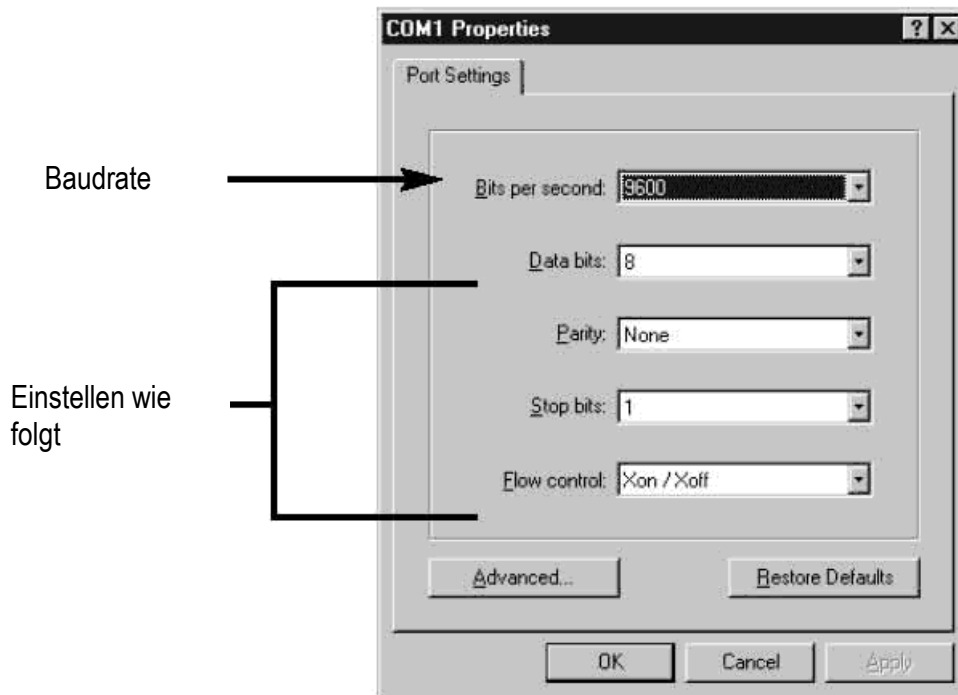 COM1 Properties
Port Settings
Baudrate
Bits per second: 9600
Data bits: 8
Parity: None
Einstellen wie
folgt
Stop bits: 1
Flow control: Xon / Xoff
Advanced...
Restore Defaults
OK
Cancel
Apply